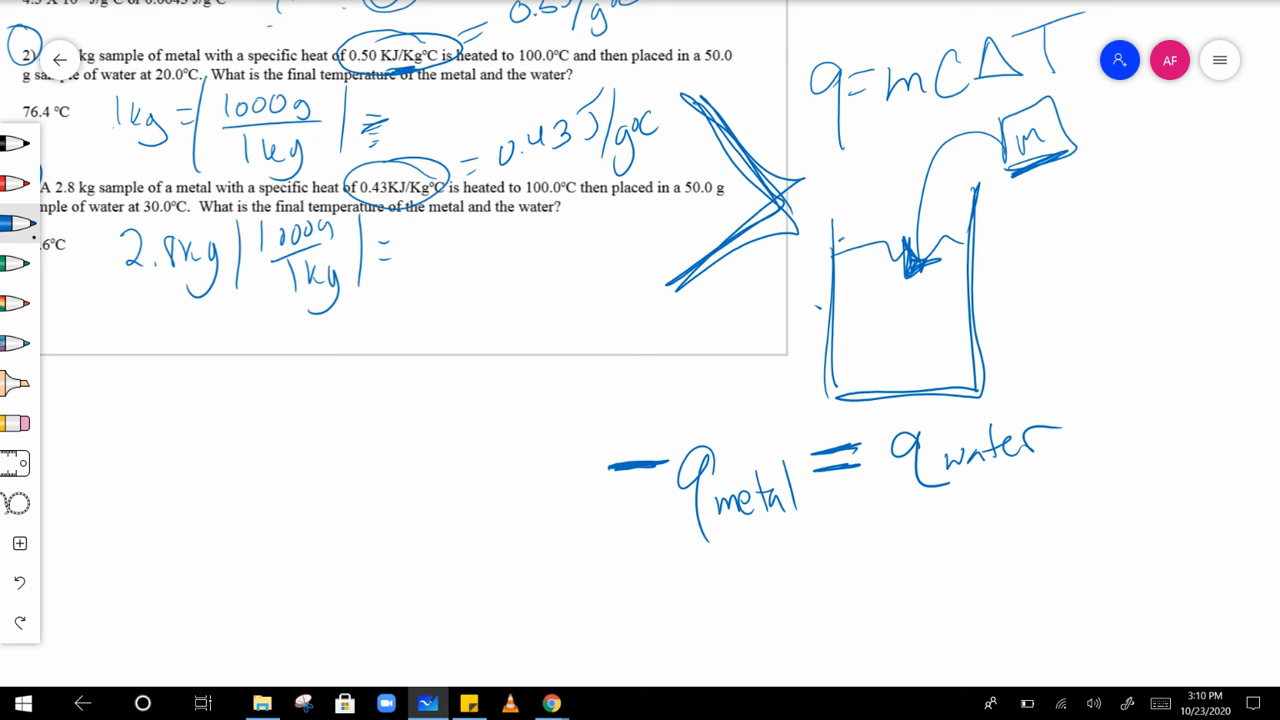 0.5J/g°C
2) kg sample of metal with a specific heat of 0.50 KJ/Kg°C is heated to 100.0°C and then placed in a 50.0
g sample of water at 20.0°C. What is the final temperature of the metal and the water?
76.4 °C
1kg = | 1000g / 1kg | =
= 0.43 J/g°C
A 2.8 kg sample of a metal with a specific heat of 0.43KJ/Kg°C is heated to 100.0°C then placed in a 50.0 g
mple of water at 30.0°C. What is the final temperature of the metal and the water?
.6°C
2.8kg | 1000g / 1kg | =
q = mCΔT
m
- q metal = q water
AF
3:10 PM
10/23/2020